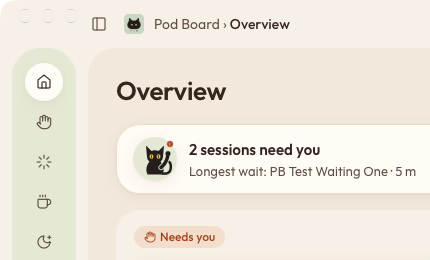 Pod Board › Overview
Overview
2 sessions need you
Longest wait: PB Test Waiting One · 5 m
Needs you